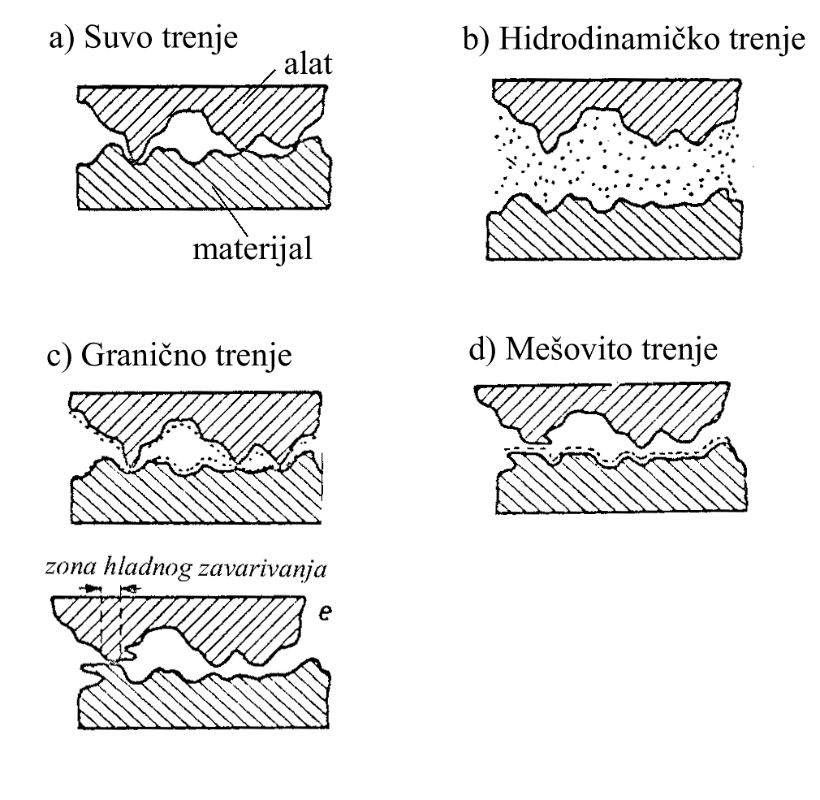 a) Suvo trenje
alat
materijal
b) Hidrodinamičko trenje
c) Granično trenje
d) Mešovito trenje
zona hladnog zavarivanja
e